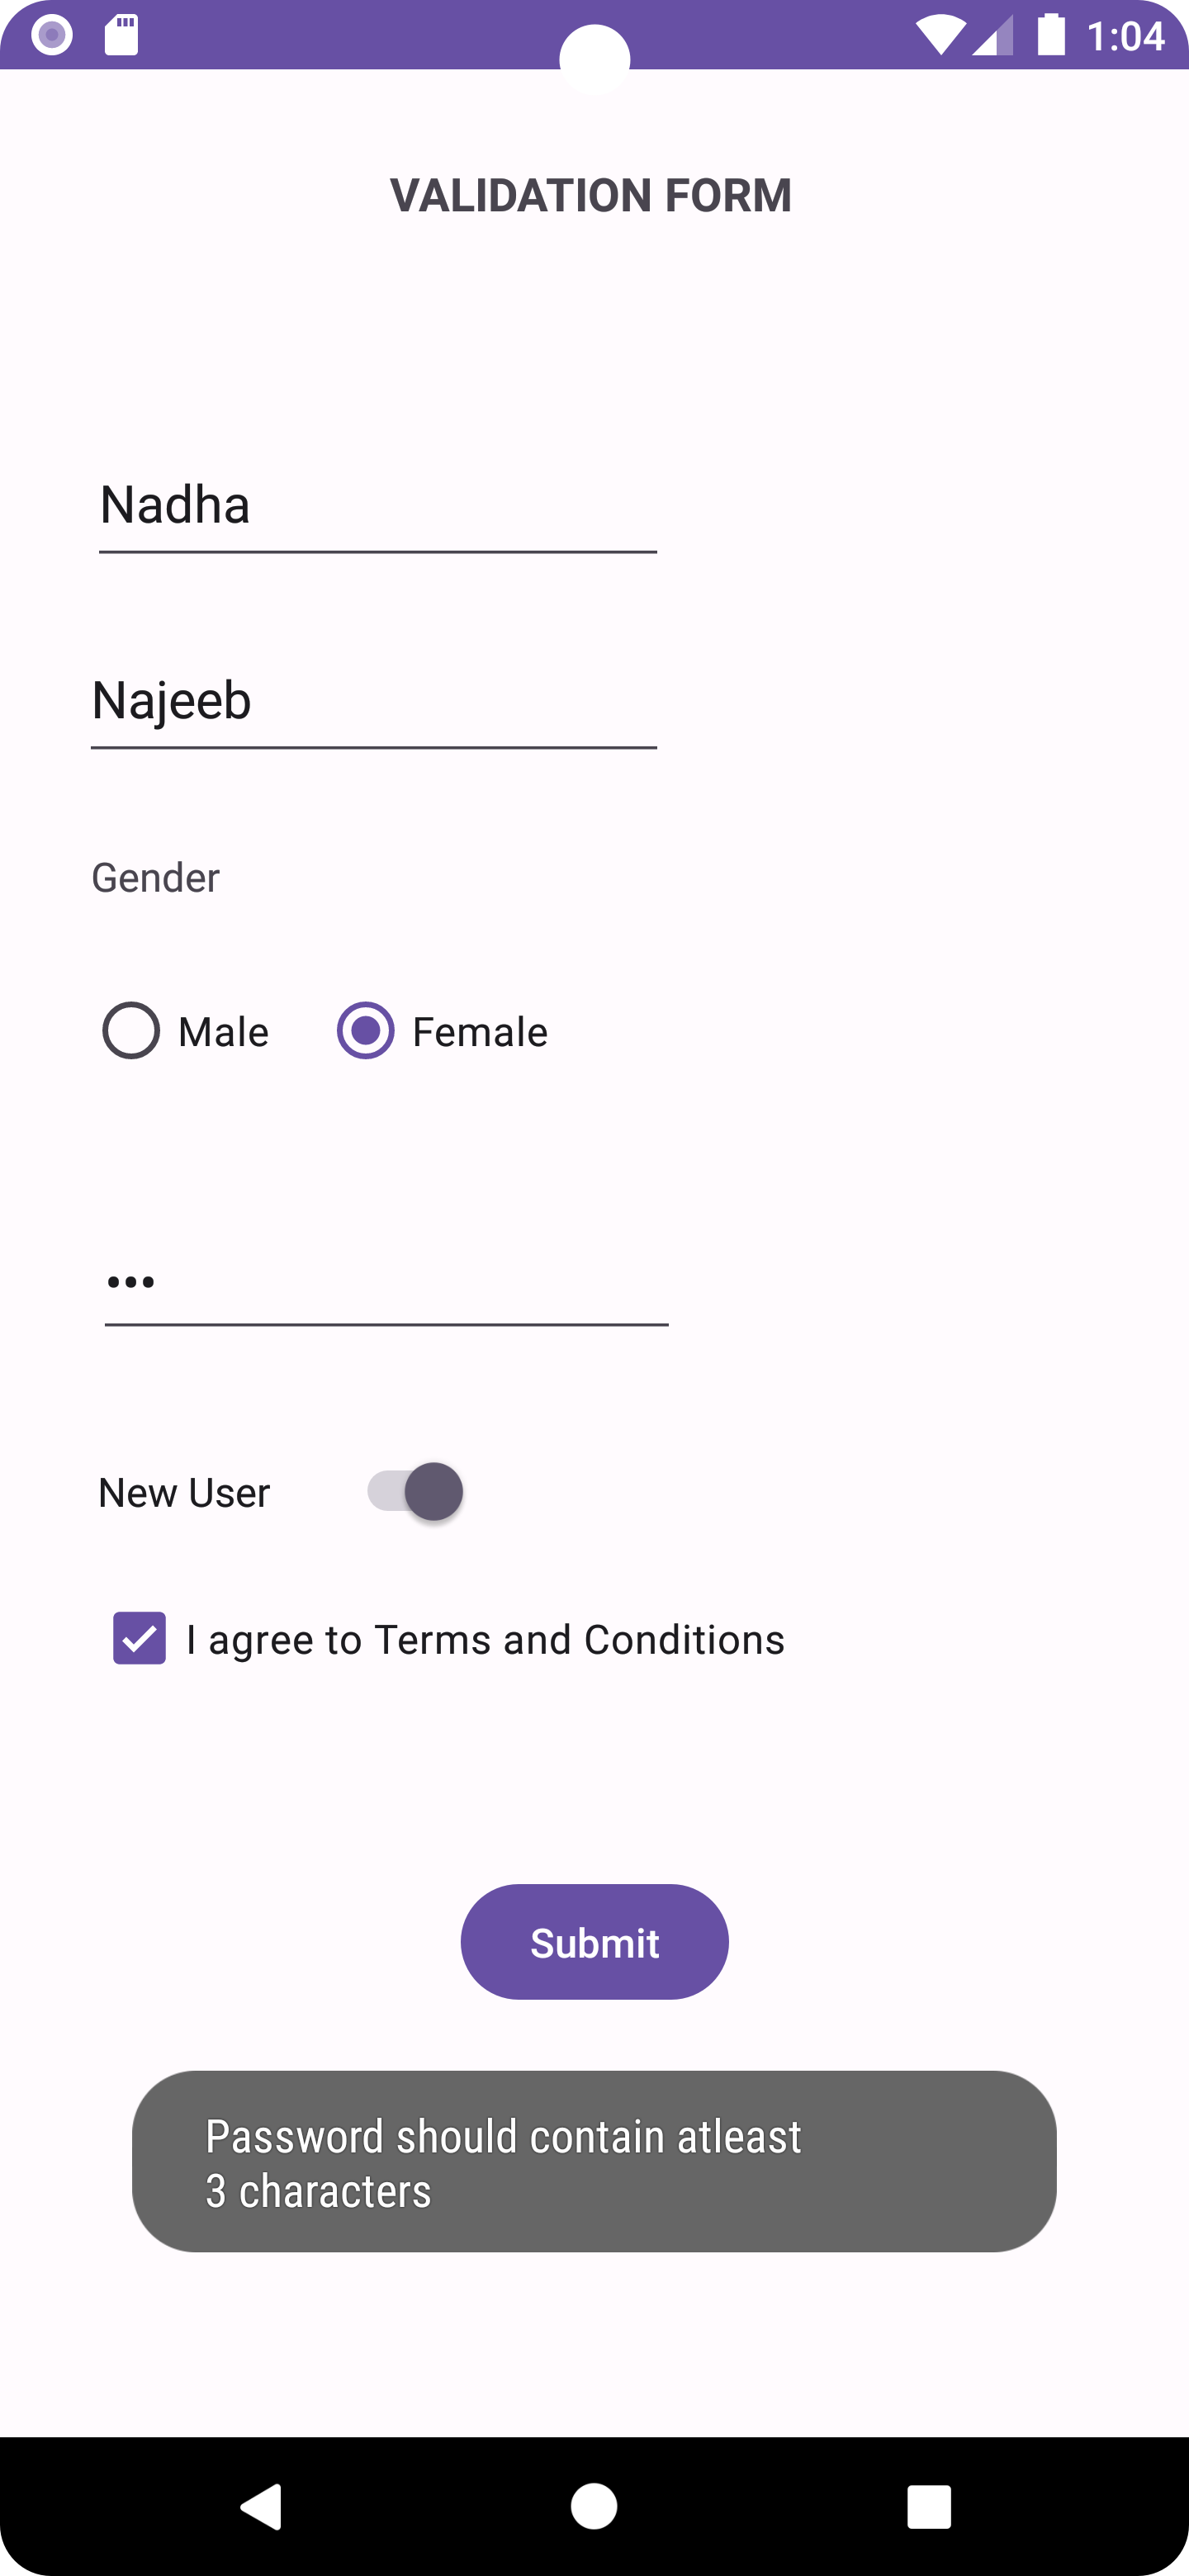 1:04
VALIDATION FORM
Nadha
Najeeb
Gender
Male Female
•••
New User
I agree to Terms and Conditions
Submit
Password should contain atleast
3 characters